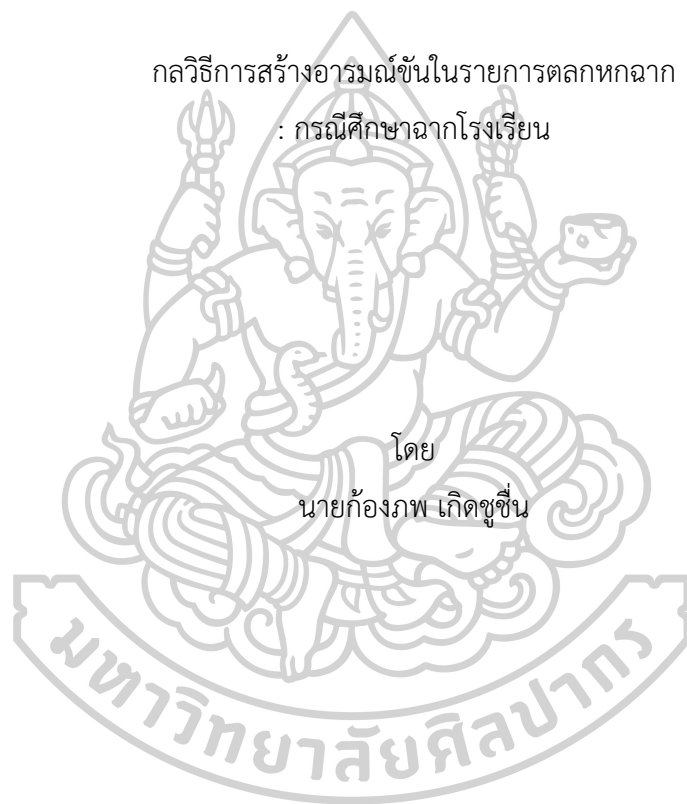 กลวิธีการสร้างอารมณ์ขันในรายการตลกหกฉาก
: กรณีศึกษาฉากโรงเรียน
โดย
นายก้องภพ เกิดชูชื่น
มหาวิทยาลัยศิลปากร